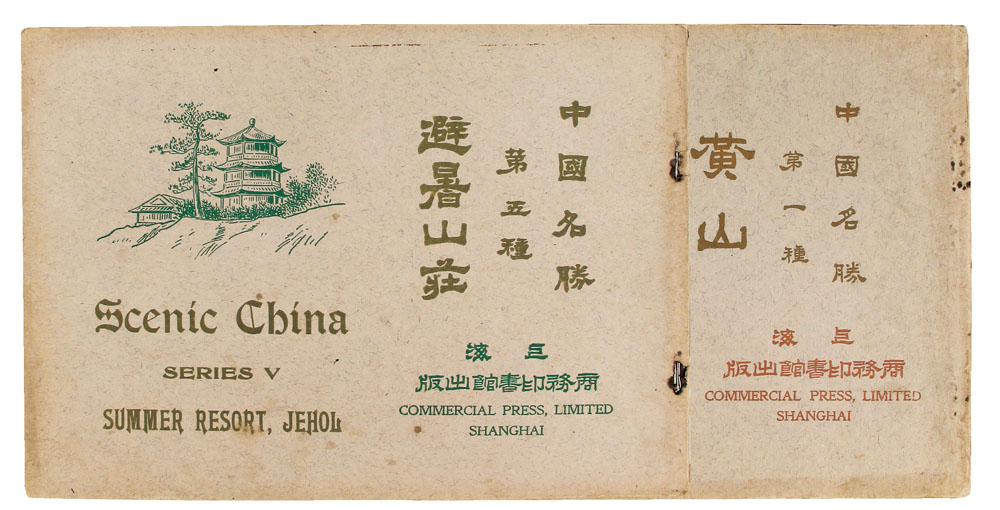 Scenic China
SERIES V
SUMMER RESORT, JEHOL
中國名勝
第五種
避暑山莊
上海
商務印書館出版
COMMERCIAL PRESS, LIMITED
SHANGHAI
中國名勝
第一種
黃山
上海
商務印書館出版
COMMERCIAL PRESS, LIMITED
SHANGHAI